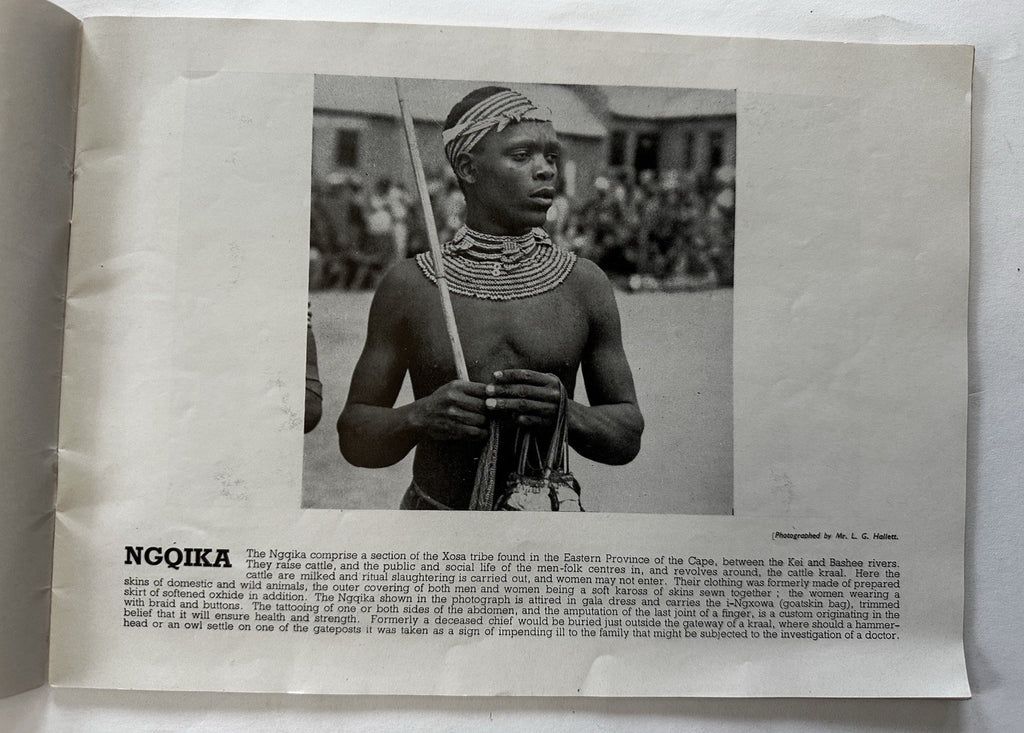 [Photographed by Mr. L. G. Hallett.
NGQIKA The Ngqika comprise a section of the Xosa tribe found in the Eastern Province of the Cape, between the Kei and Bashee rivers.
They raise cattle, and the public and social life of the men-folk centres in, and revolves around, the cattle kraal. Here the
cattle are milked and ritual slaughtering is carried out, and women may not enter. Their clothing was formerly made of prepared
skins of domestic and wild animals, the outer covering of both men and women being a soft kaross of skins sewn together ; the women wearing a
skirt of softened oxhide in addition. The Ngqika shown in the photograph is attired in gala dress and carries the i-Ngxowa (goatskin bag), trimmed
with braid and buttons. The tattooing of one or both sides of the abdomen, and the amputation of the last joint of a finger, is a custom originating in the
belief that it will ensure health and strength. Formerly a deceased chief would be buried just outside the gateway of a kraal, where should a hammer-
head or an owl settle on one of the gateposts it was taken as a sign of impending ill to the family that might be subjected to the investigation of a doctor.